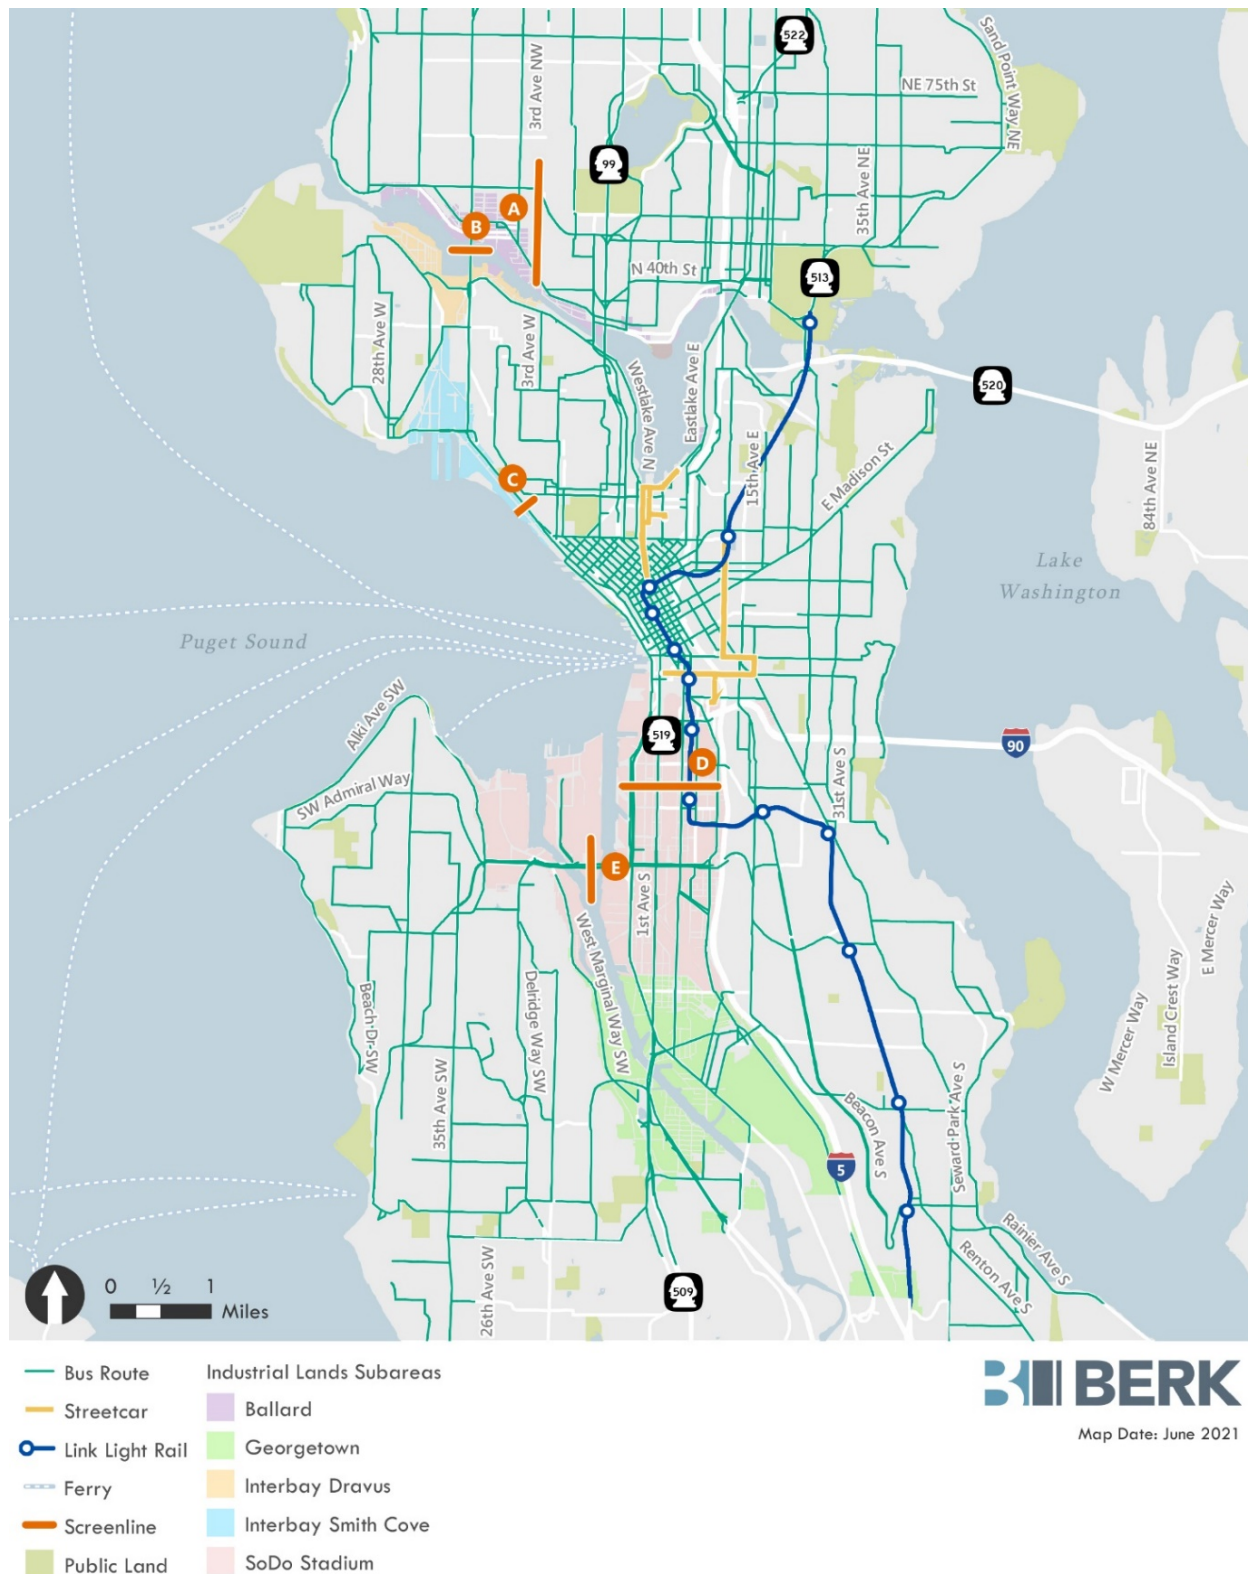 522
Sand Point Way NE
NE 75th St
3rd Ave NW
99
35th Ave NE
A
B
N 40th St
513
28th Ave W
3rd Ave W
Westlake Ave N
Eastlake Ave E
520
15th Ave E
E Madison St
84th Ave NE
C
Lake
Washington
Puget Sound
Alki Ave SW
519
D
90
31st Ave S
SW Admiral Way
E
1st Ave S
West Marginal Way SW
Delridge Way SW
Beach Dr SW
35th Ave SW
E Mercer Way
Island Crest Way
W Mercer Way
Beacon Ave S
Seward Park Ave S
5
Rainier Ave S
Renton Ave S
26th Ave SW
509
0 ½ 1
Miles
Bus Route
Streetcar
Link Light Rail
Ferry
Screenline
Public Land
Industrial Lands Subareas
Ballard
Georgetown
Interbay Dravus
Interbay Smith Cove
SoDo Stadium
BERK
Map Date: June 2021